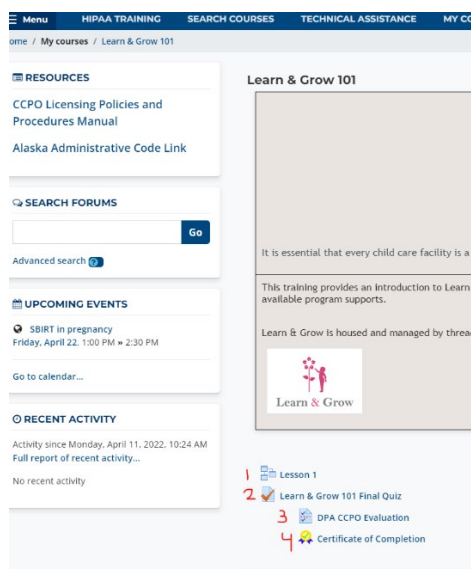 Menu HIPAA TRAINING SEARCH COURSES TECHNICAL ASSISTANCE MY
ome / My courses / Learn & Grow 101
RESOURCES
CCPO Licensing Policies and
Procedures Manual
Alaska Administrative Code Link
SEARCH FORUMS
Go
Advanced search ?
UPCOMING EVENTS
SBIRT in pregnancy
Friday, April 22, 1:00 PM » 2:30 PM
Go to calendar...
RECENT ACTIVITY
Activity since Monday, April 11, 2022, 10:24 AM
Full report of recent activity...
No recent activity
Learn & Grow 101
It is essential that every child care facility is a
This training provides an introduction to Learn
available program supports.
Learn & Grow is housed and managed by threa
Learn & Grow
1 Lesson 1
2 Learn & Grow 101 Final Quiz
3 DPA CCPO Evaluation
4 Certificate of Completion